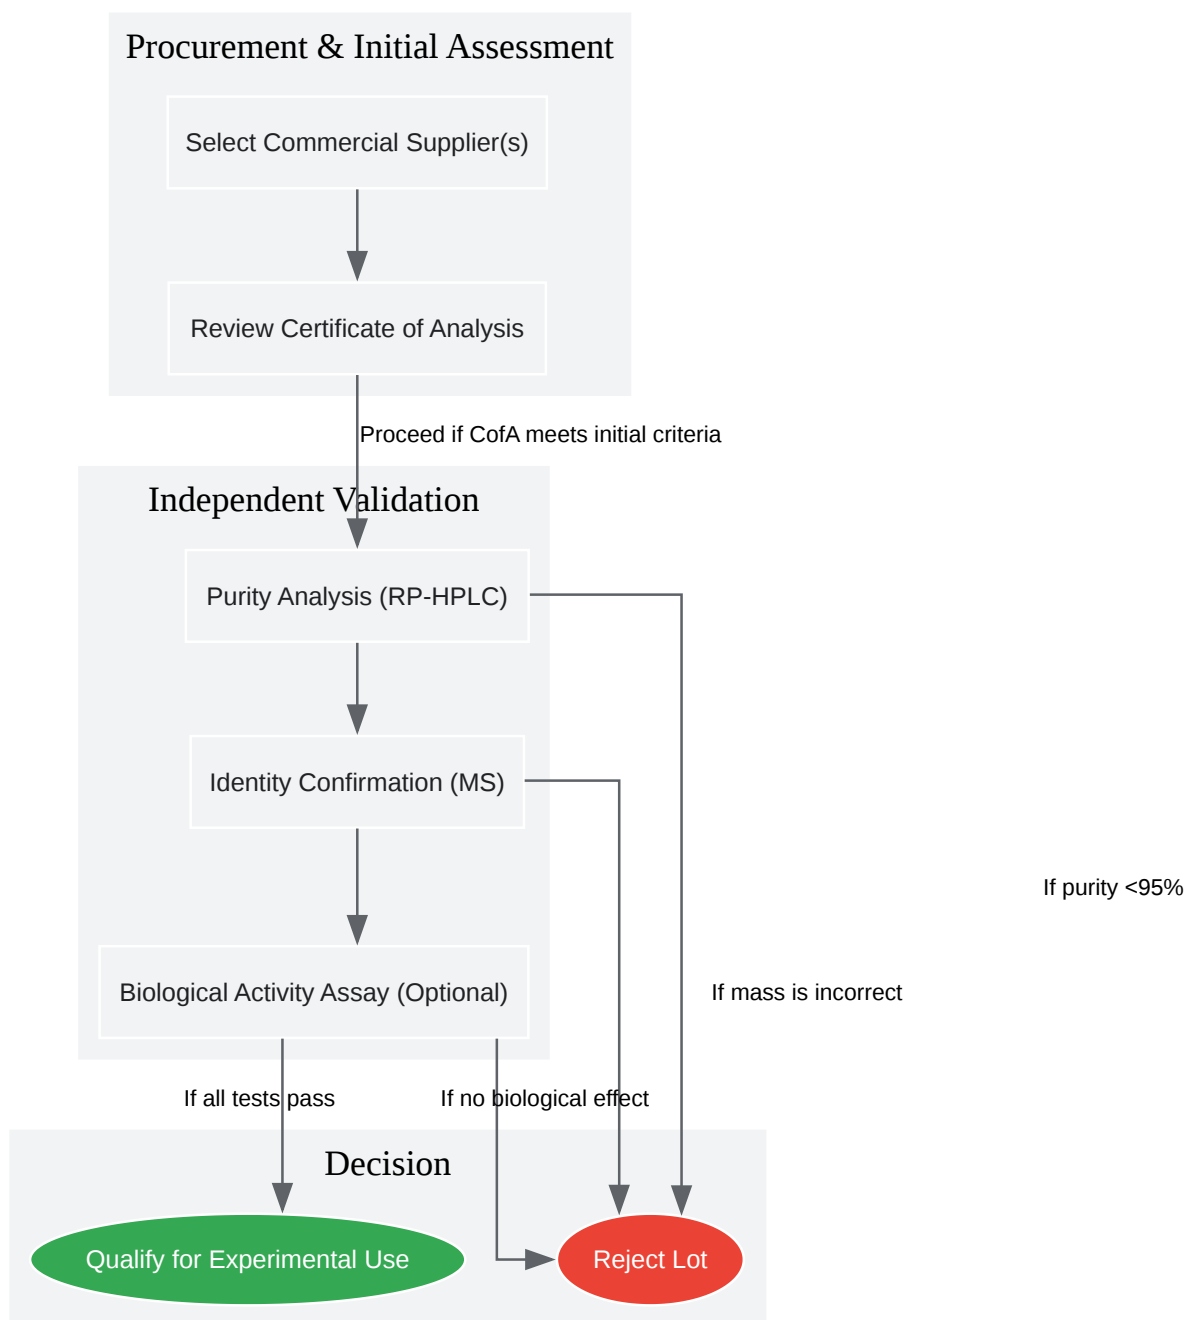 Procurement & Initial Assessment
Select Commercial Supplier(s)
Review Certificate of Analysis
Proceed if CofA meets initial criteria
Independent Validation
Purity Analysis (RP-HPLC)
Identity Confirmation (MS)
If purity <95%
Biological Activity Assay (Optional)
If mass is incorrect
If all tests pass
If no biological effect
Decision
Qualify for Experimental Use
Reject Lot